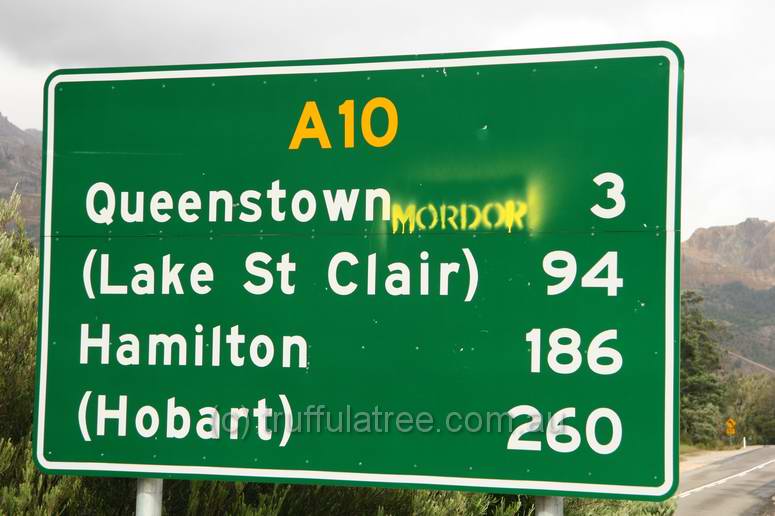 A10
Queenstown MORDOR 3
(Lake St Clair) 94
Hamilton 186
(Hobart) 260
(c) truffulatree.com.au